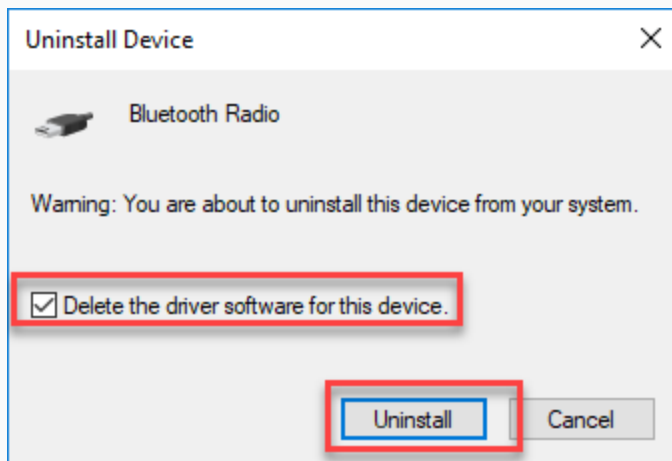 Uninstall Device
Bluetooth Radio
Warning: You are about to uninstall this device from your system.
Delete the driver software for this device.
Uninstall Cancel